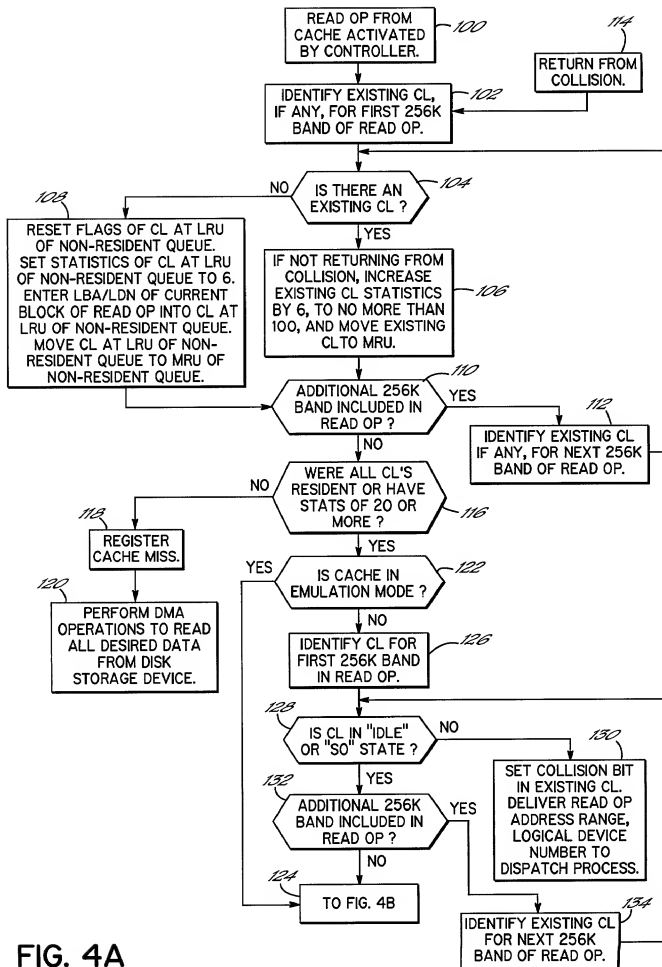 READ OP FROM
CACHE ACTIVATED
BY CONTROLLER.
100
114
RETURN FROM
COLLISION.
IDENTIFY EXISTING CL,
IF ANY, FOR FIRST 256K
BAND OF READ OP.
102
104
IS THERE AN
EXISTING CL ?
NO
YES
108
RESET FLAGS OF CL AT LRU
OF NON-RESIDENT QUEUE.
SET STATISTICS OF CL AT LRU
OF NON-RESIDENT QUEUE TO 6.
ENTER LBA/LDN OF CURRENT
BLOCK OF READ OP INTO CL AT
LRU OF NON-RESIDENT QUEUE.
MOVE CL AT LRU OF NON-
RESIDENT QUEUE TO MRU OF
NON-RESIDENT QUEUE.
IF NOT RETURNING FROM
COLLISION, INCREASE
EXISTING CL STATISTICS
BY 6, TO NO MORE THAN
100, AND MOVE EXISTING
CL TO MRU.
106
110
ADDITIONAL 256K
BAND INCLUDED IN
READ OP ?
YES
NO
112
IDENTIFY EXISTING CL
IF ANY, FOR NEXT 256K
BAND OF READ OP.
WERE ALL CL'S
RESIDENT OR HAVE
STATS OF 20 OR
MORE ?
116
NO
YES
118
REGISTER
CACHE MISS.
120
PERFORM DMA
OPERATIONS TO READ
ALL DESIRED DATA
FROM DISK
STORAGE DEVICE.
IS CACHE IN
EMULATION MODE ?
122
YES
NO
IDENTIFY CL FOR
FIRST 256K BAND
IN READ OP.
126
128
IS CL IN "IDLE"
OR "SO" STATE ?
NO
YES
130
SET COLLISION BIT
IN EXISTING CL.
DELIVER READ OP
ADDRESS RANGE,
LOGICAL DEVICE
NUMBER TO
DISPATCH PROCESS.
132
ADDITIONAL 256K
BAND INCLUDED IN
READ OP ?
YES
NO
124
TO FIG. 4B
134
IDENTIFY EXISTING CL
FOR NEXT 256K
BAND OF READ OP.
FIG. 4A